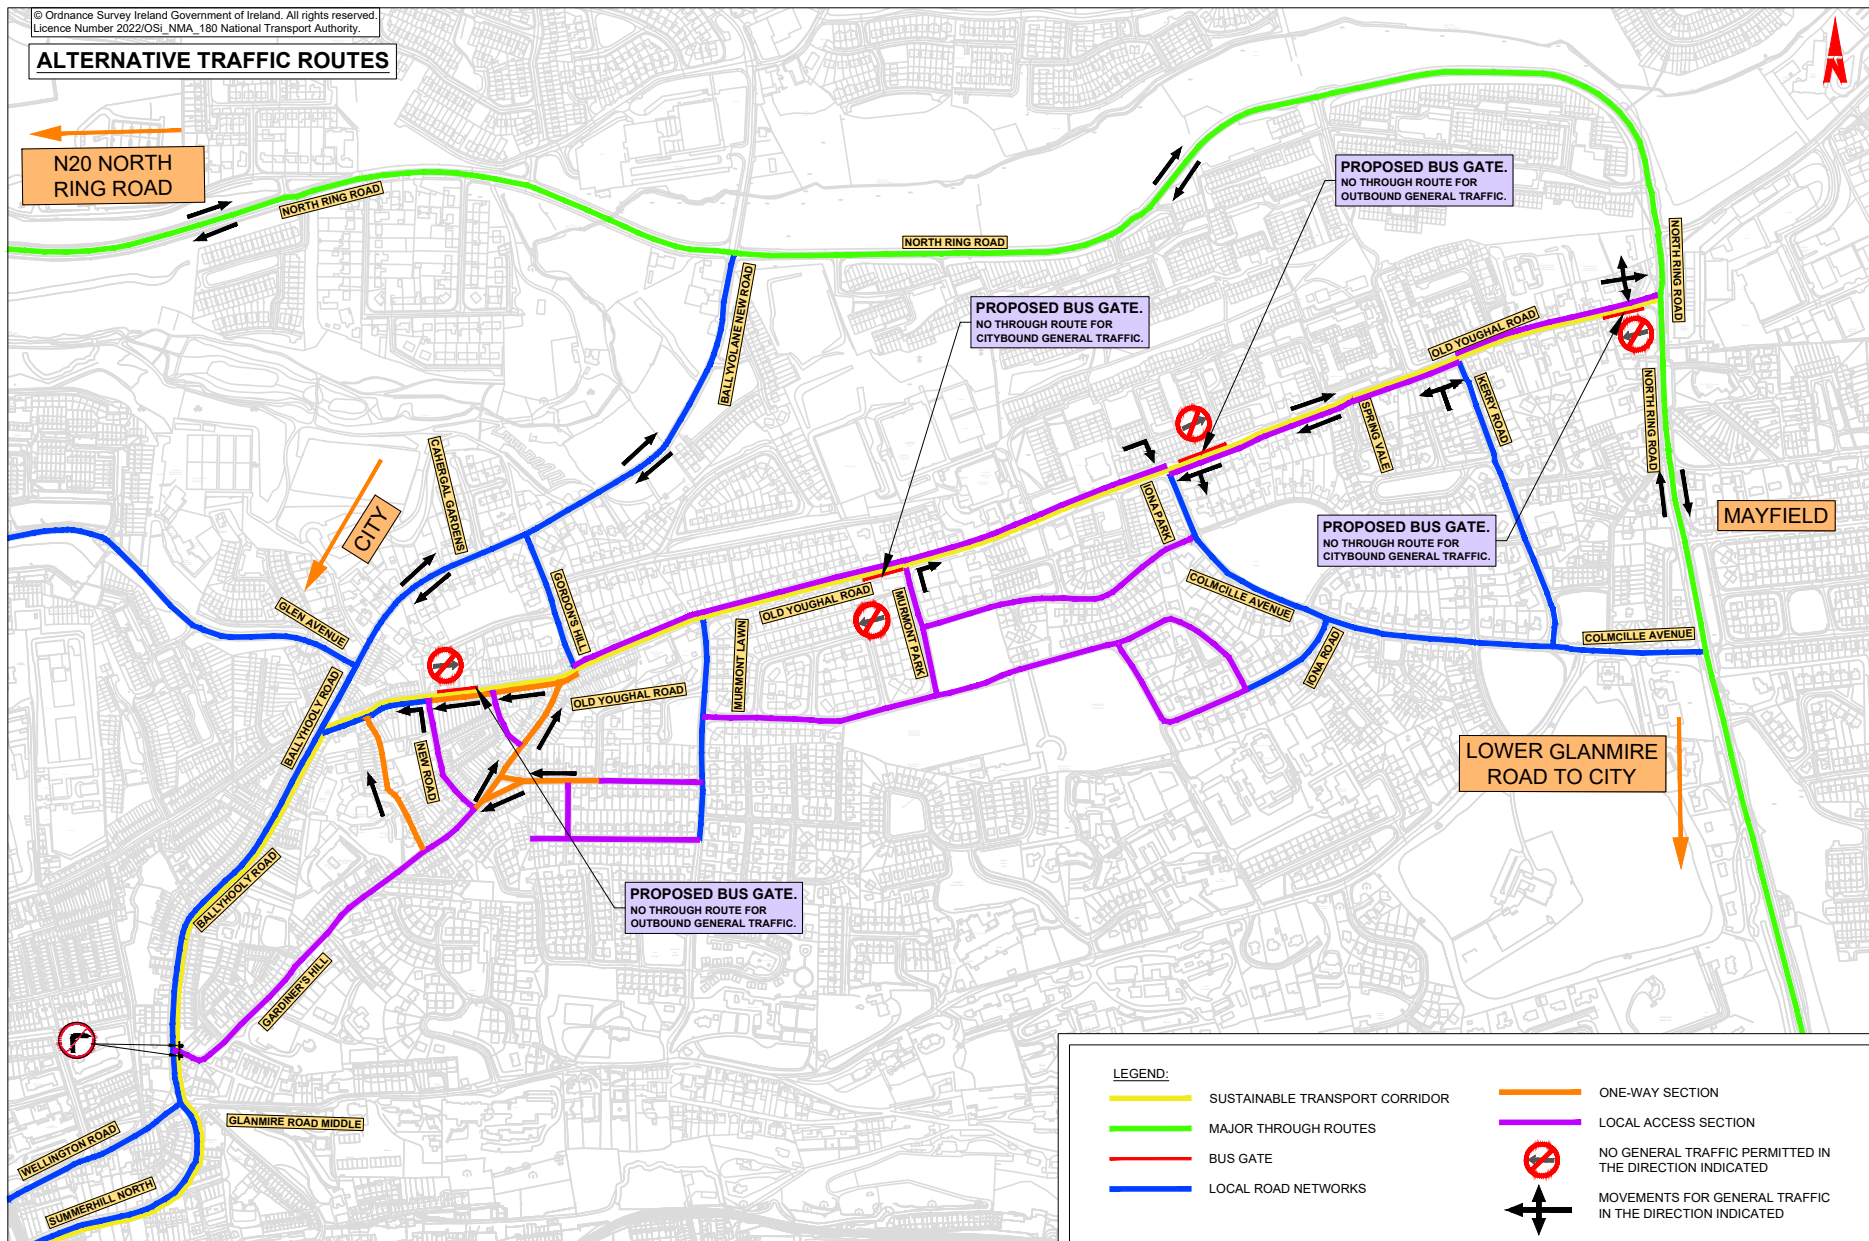 © Ordnance Survey Ireland Government of Ireland. All rights reserved.
Licence Number 2022/OSi_NMA_180 National Transport Authority.
ALTERNATIVE TRAFFIC ROUTES
N
N20 NORTH
RING ROAD
NORTH RING ROAD
NORTH RING ROAD
PROPOSED BUS GATE.
NO THROUGH ROUTE FOR
OUTBOUND GENERAL TRAFFIC.
NORTH RING ROAD
BALLYVOLANE NEW ROAD
PROPOSED BUS GATE.
NO THROUGH ROUTE FOR
CITYBOUND GENERAL TRAFFIC.
OLD YOUGHAL ROAD
KERRY ROAD
NORTH RING ROAD
SPRING VALE
CAHERGAL GARDENS
CITY
IONA PARK
PROPOSED BUS GATE.
NO THROUGH ROUTE FOR
CITYBOUND GENERAL TRAFFIC.
MAYFIELD
GLEN AVENUE
GORDON'S HILL
OLD YOUGHAL ROAD
MURMONT PARK
COLMCILLE AVENUE
COLMCILLE AVENUE
MURMONT LAWN
IONA ROAD
OLD YOUGHAL ROAD
BALLYHOOLY ROAD
NEW ROAD
LOWER GLANMIRE
ROAD TO CITY
BALLYHOOLY ROAD
PROPOSED BUS GATE.
NO THROUGH ROUTE FOR
OUTBOUND GENERAL TRAFFIC.
GARDINER'S HILL
GLANMIRE ROAD MIDDLE
WELLINGTON ROAD
SUMMERHILL NORTH
LEGEND:
SUSTAINABLE TRANSPORT CORRIDOR
MAJOR THROUGH ROUTES
BUS GATE
LOCAL ROAD NETWORKS
ONE-WAY SECTION
LOCAL ACCESS SECTION
NO GENERAL TRAFFIC PERMITTED IN
THE DIRECTION INDICATED
MOVEMENTS FOR GENERAL TRAFFIC
IN THE DIRECTION INDICATED